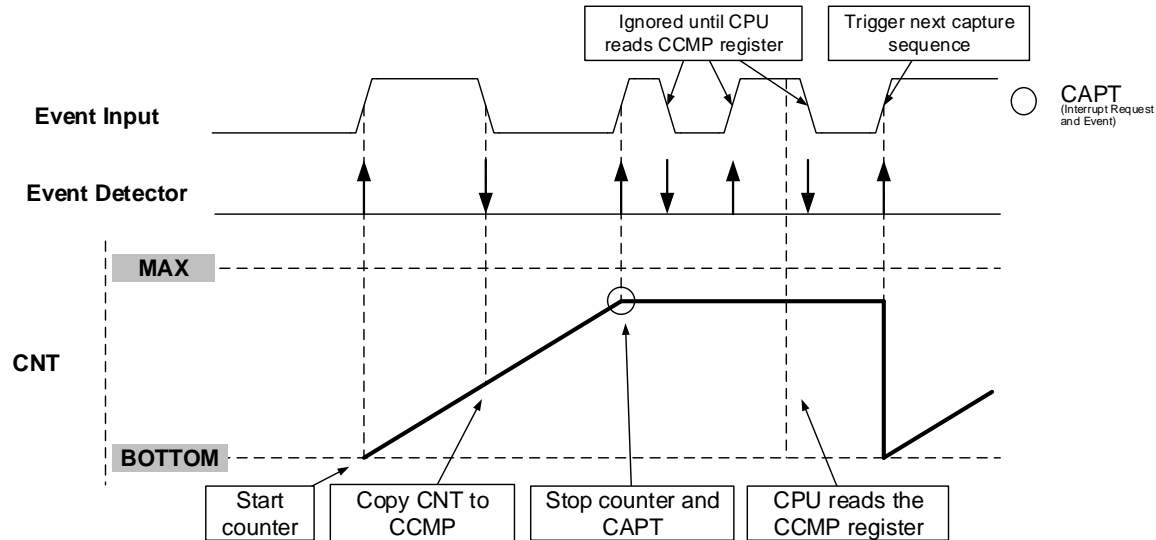 Ignored until CPU
reads CCMP register
Trigger next capture
sequence
Event Input
CAPT
(Interrupt Request
and Event)
Event Detector
MAX
CNT
BOTTOM
Start
counter
Copy CNT to
CCMP
Stop counter and
CAPT
CPU reads the
CCMP register